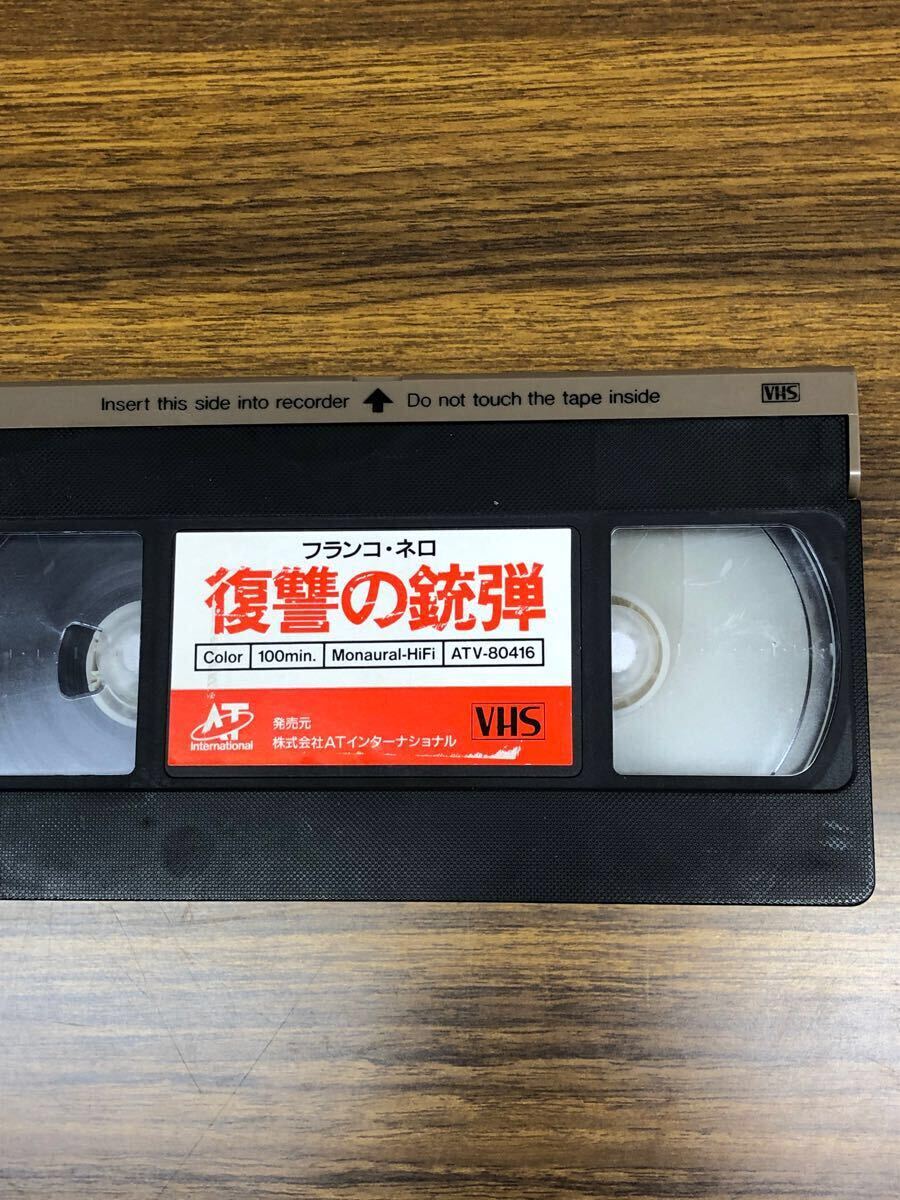 Insert this side into recorder ↑ Do not touch the tape inside VHS
フランコ・ネロ
復讐の銃弾
Color 100min. Monaural-HiFi ATV-80416
AT International
発売元
株式会社ATインターナショナル
VHS